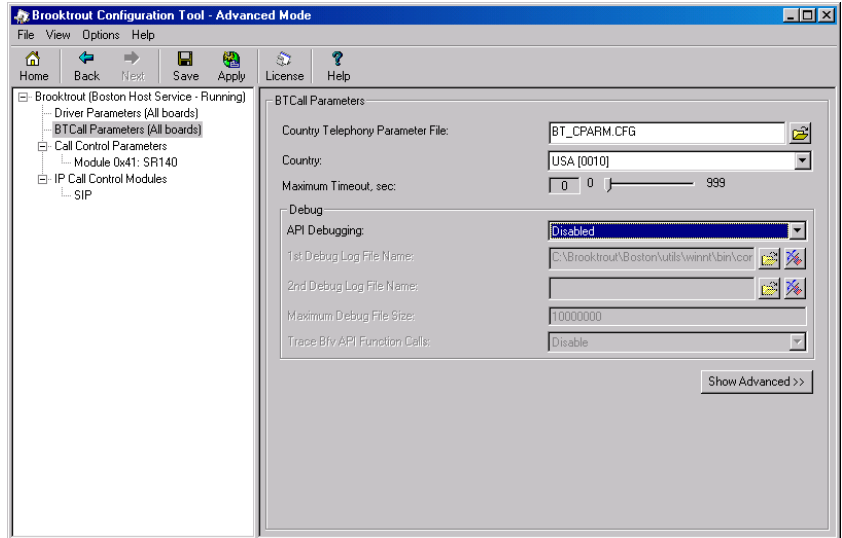 Brooktrout Configuration Tool - Advanced Mode
File View Options Help
Home Back Next Save Apply License Help
Brooktrout (Boston Host Service - Running)
Driver Parameters (All boards)
BTCall Parameters (All boards)
Call Control Parameters
Module 0x41: SR140
IP Call Control Modules
SIP
BTCall Parameters
Country Telephony Parameter File: BT_CPARM.CFG
Country: USA [0010]
Maximum Timeout, sec: 0 0 999
Debug
API Debugging: Disabled
1st Debug Log File Name: C:\Brooktrout\Boston\utils\winnt\bin\cor
2nd Debug Log File Name:
Maximum Debug File Size: 10000000
Trace Bfv API Function Calls: Disable
Show Advanced >>